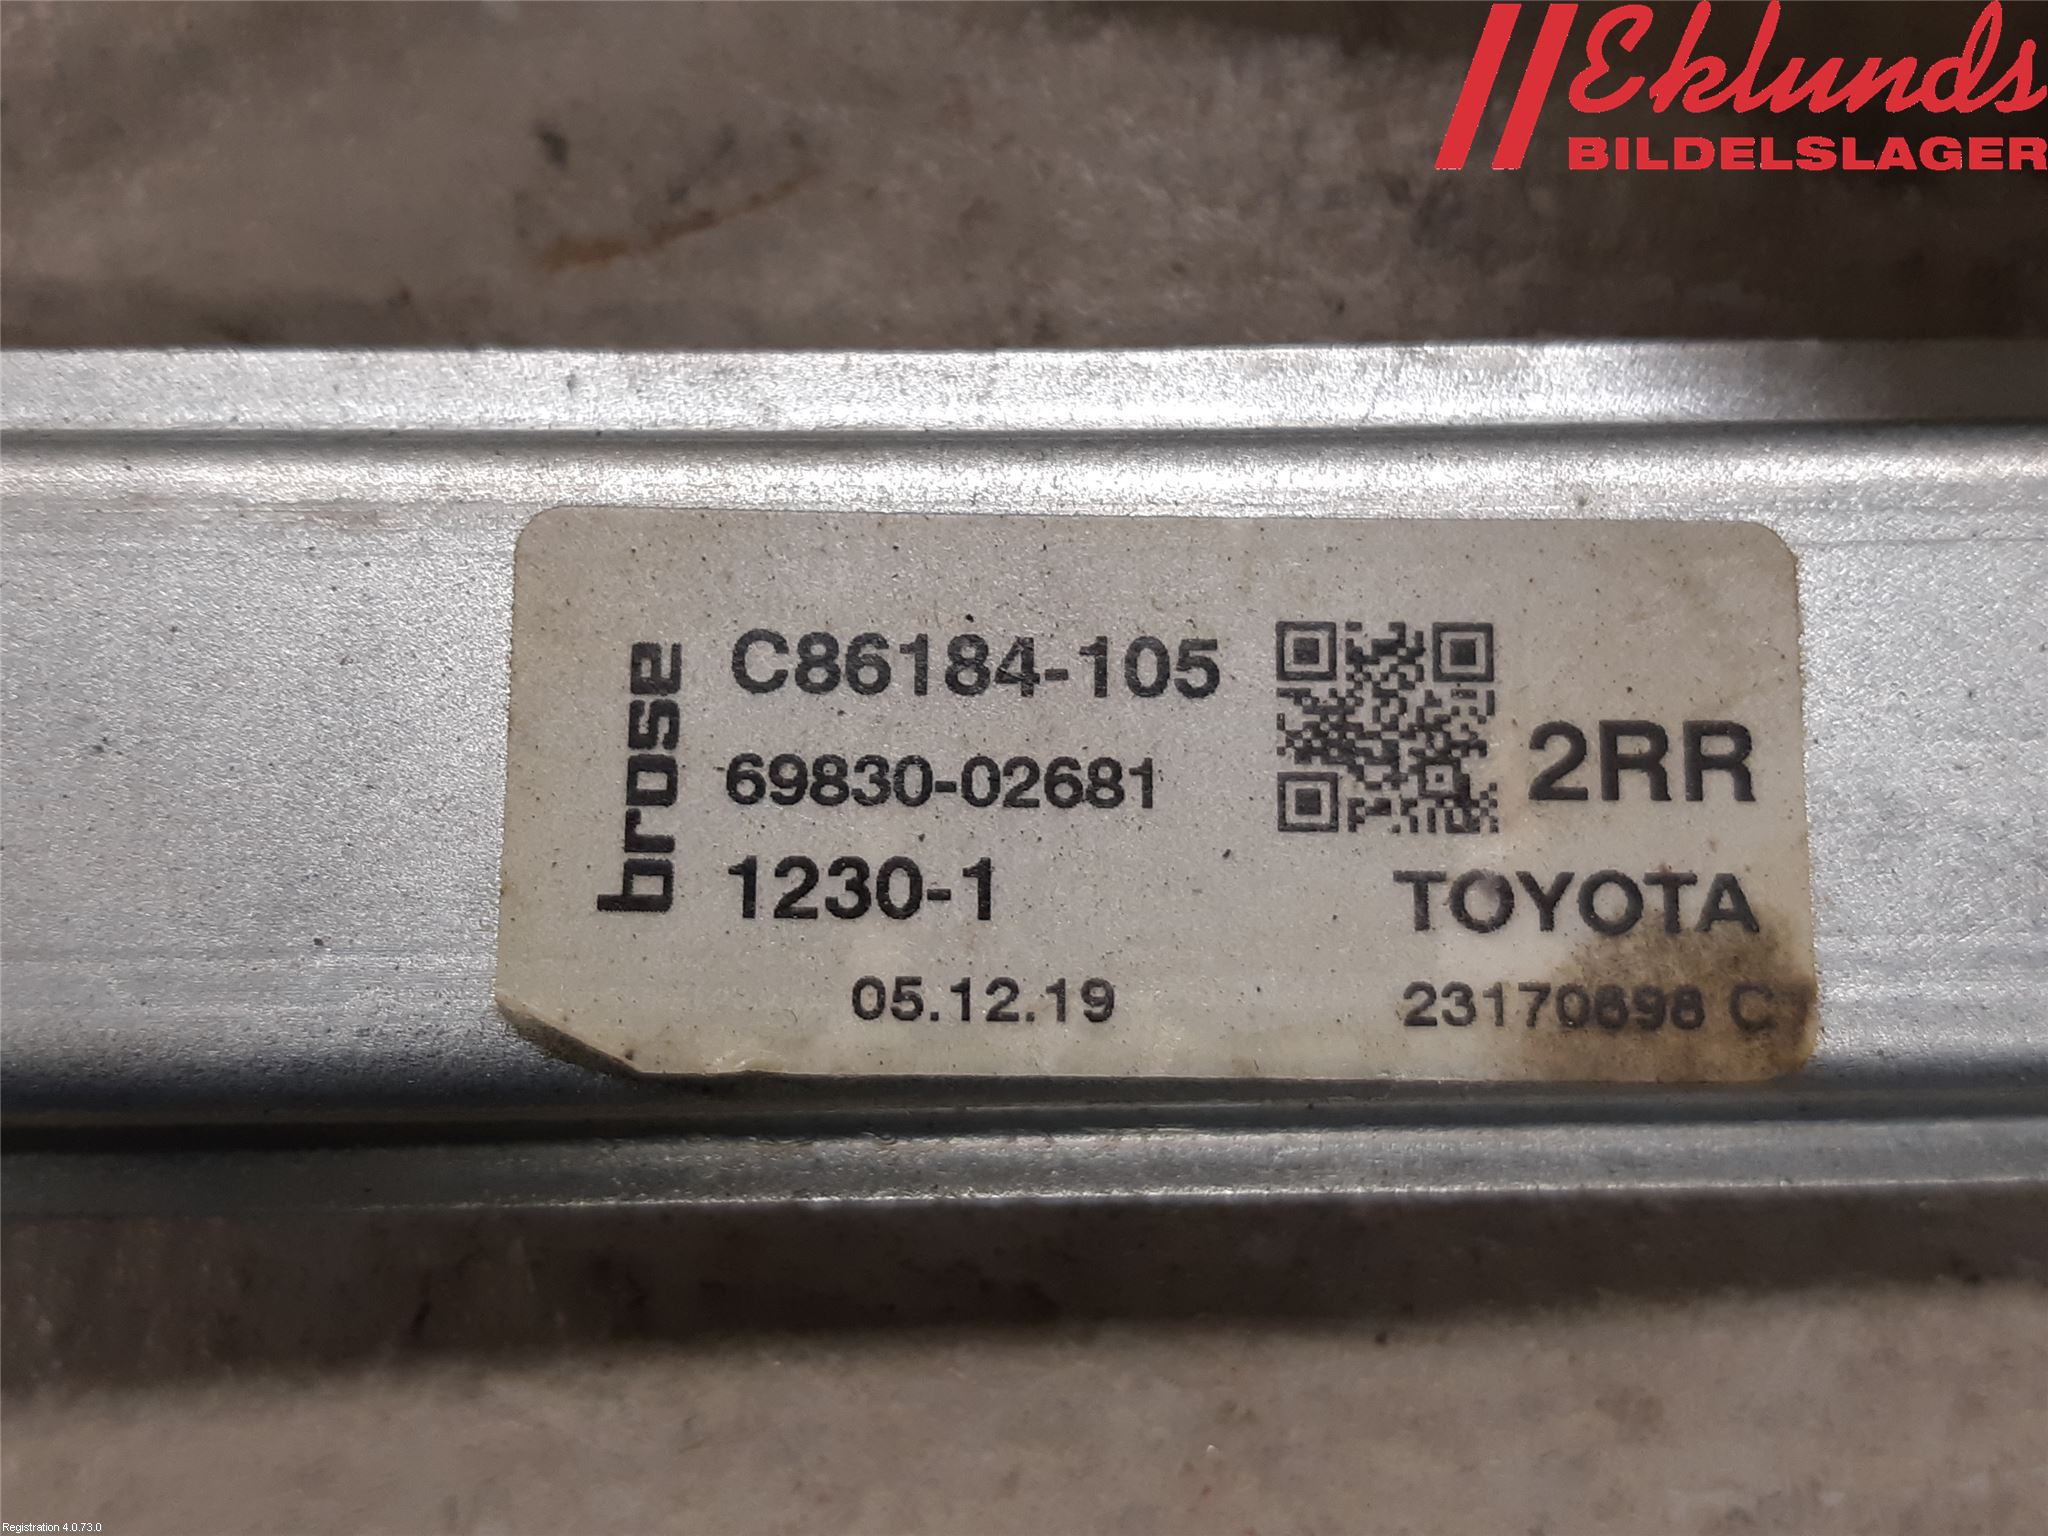 Eklunds
BILDELSLAGER
brose
C86184-105
69830-02681
1230-1
2RR
TOYOTA
05.12.19
23170698 C
Registration 4.0.73.0